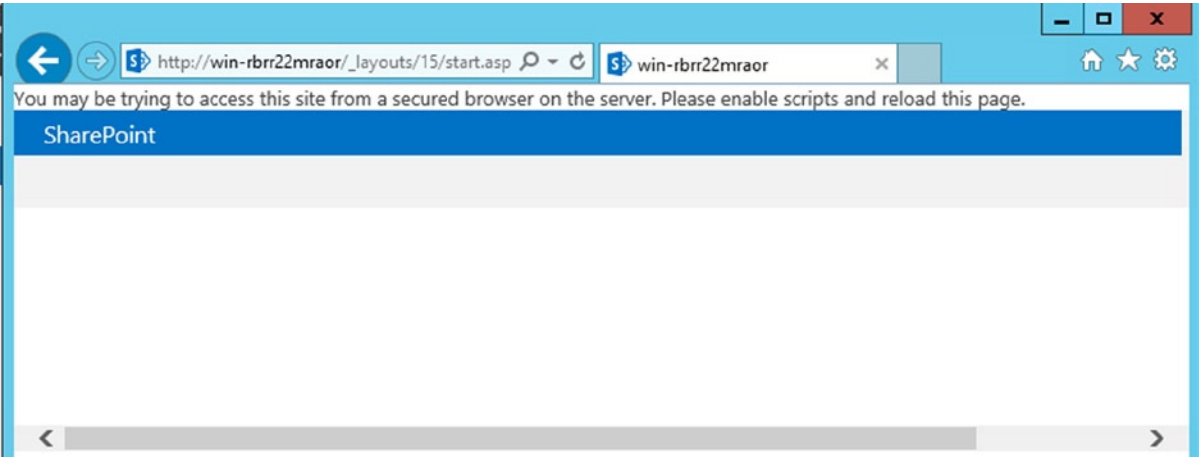 http://win-rbrr22mraor/_layouts/15/start.asp
win-rbrr22mraor
You may be trying to access this site from a secured browser on the server. Please enable scripts and reload this page.
SharePoint